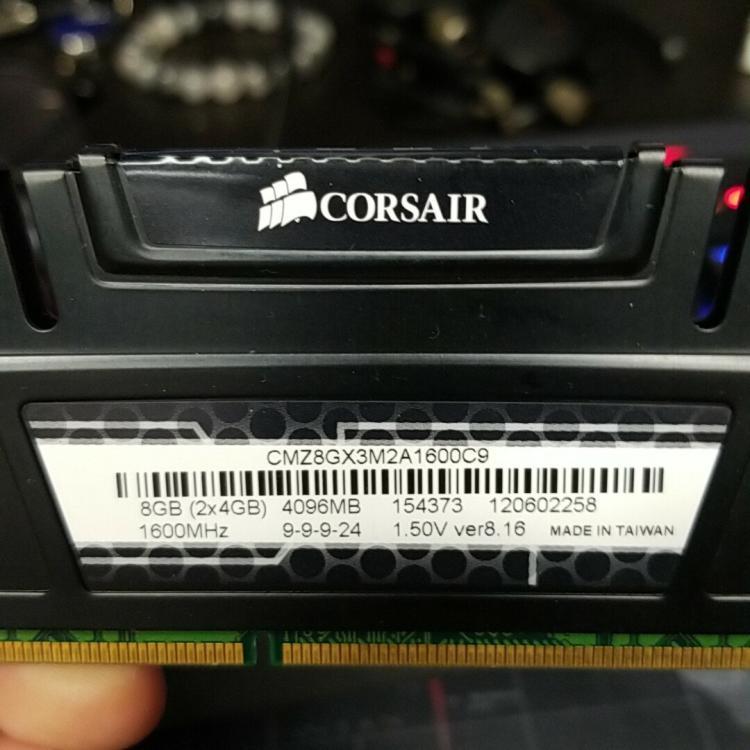 CORSAIR
CMZ8GX3M2A1600C9
8GB (2x4GB) 4096MB 154373 120602258
1600MHz 9-9-9-24 1.50V ver8.16 MADE IN TAIWAN